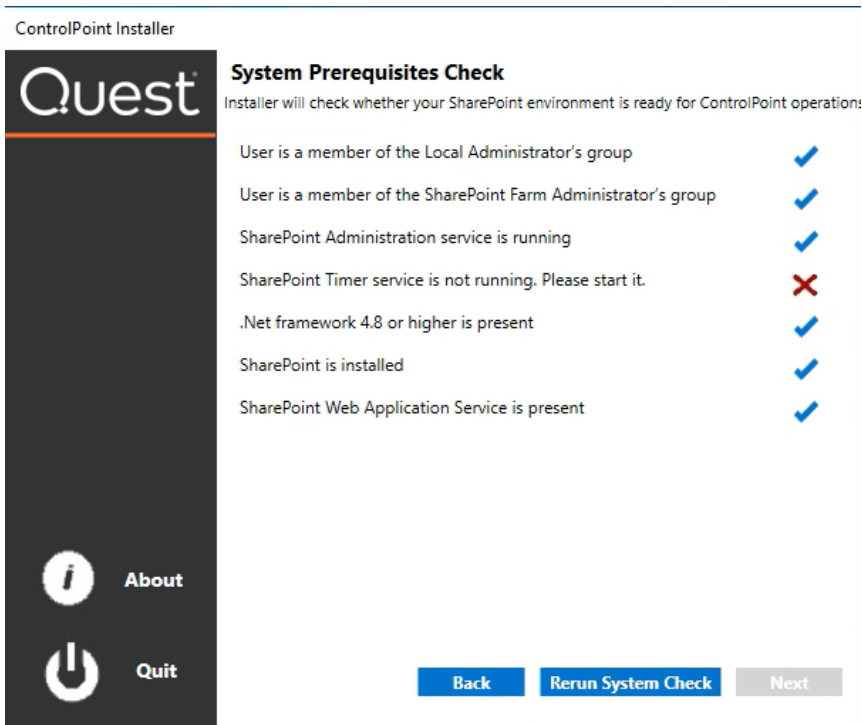 ControlPoint Installer
Quest
System Prerequisites Check
Installer will check whether your SharePoint environment is ready for ControlPoint operations
User is a member of the Local Administrator's group
User is a member of the SharePoint Farm Administrator's group
SharePoint Administration service is running
SharePoint Timer service is not running. Please start it.
.Net framework 4.8 or higher is present
SharePoint is installed
SharePoint Web Application Service is present
i About
Quit
Back Rerun System Check Next